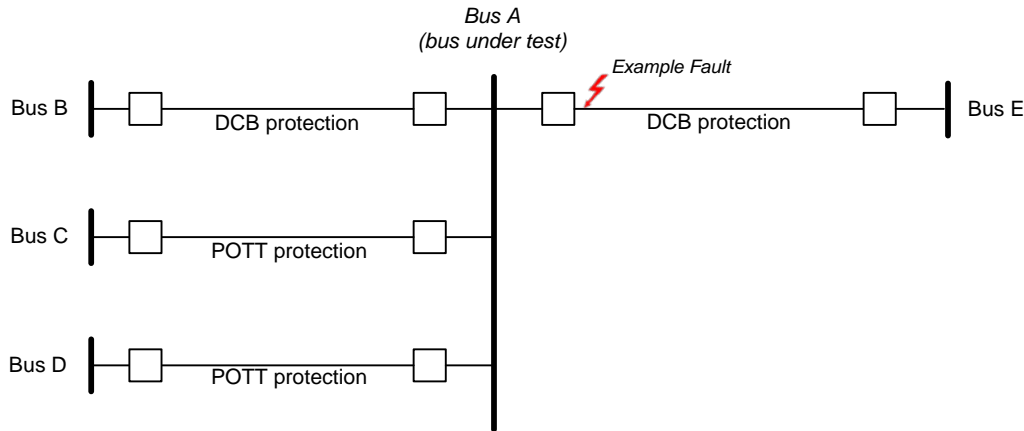 Bus A
(bus under test)
Example Fault
Bus B
DCB protection
DCB protection
Bus E
Bus C
POTT protection
Bus D
POTT protection